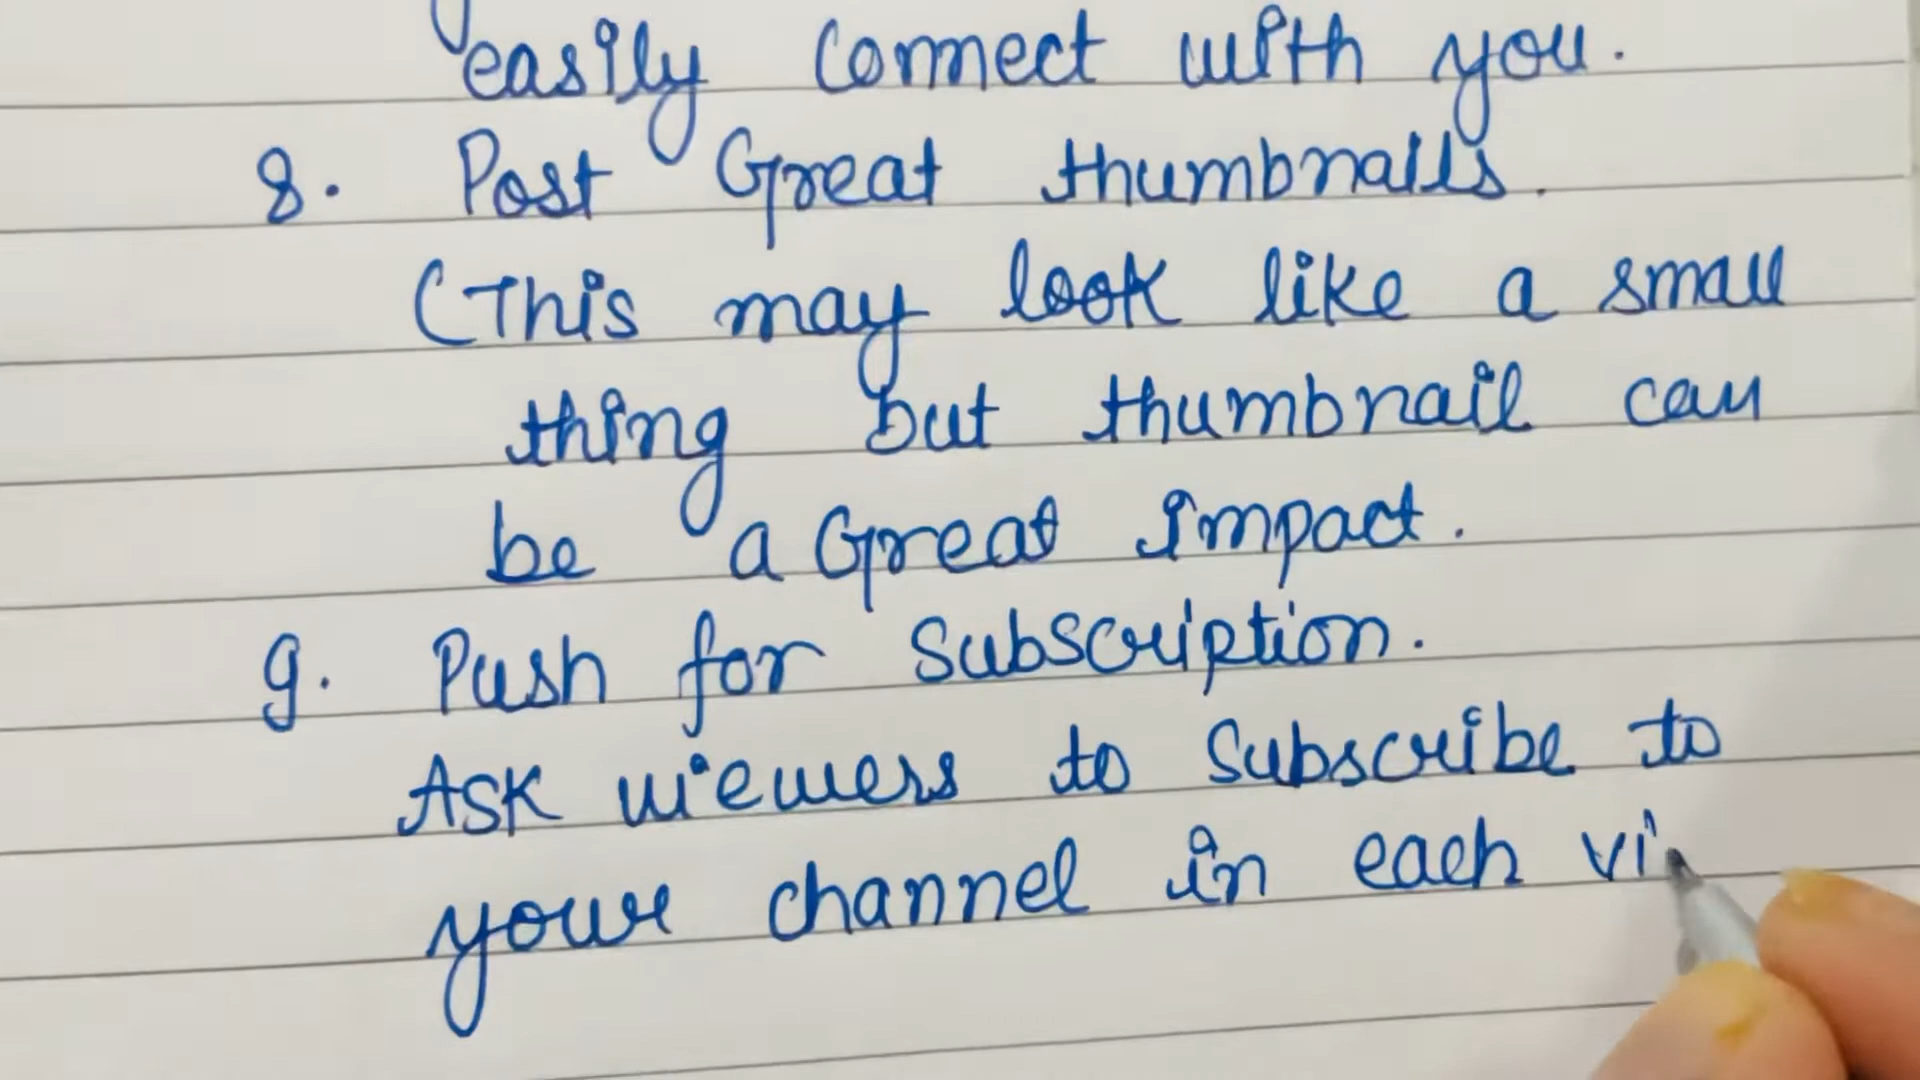 easily connect with you.
8. Post Great thumbnails.
(This may look like a small
thing but thumbnail can
be a Great impact.
9. Push for Subscription.
Ask viewers to Subscribe to
your channel in each vi